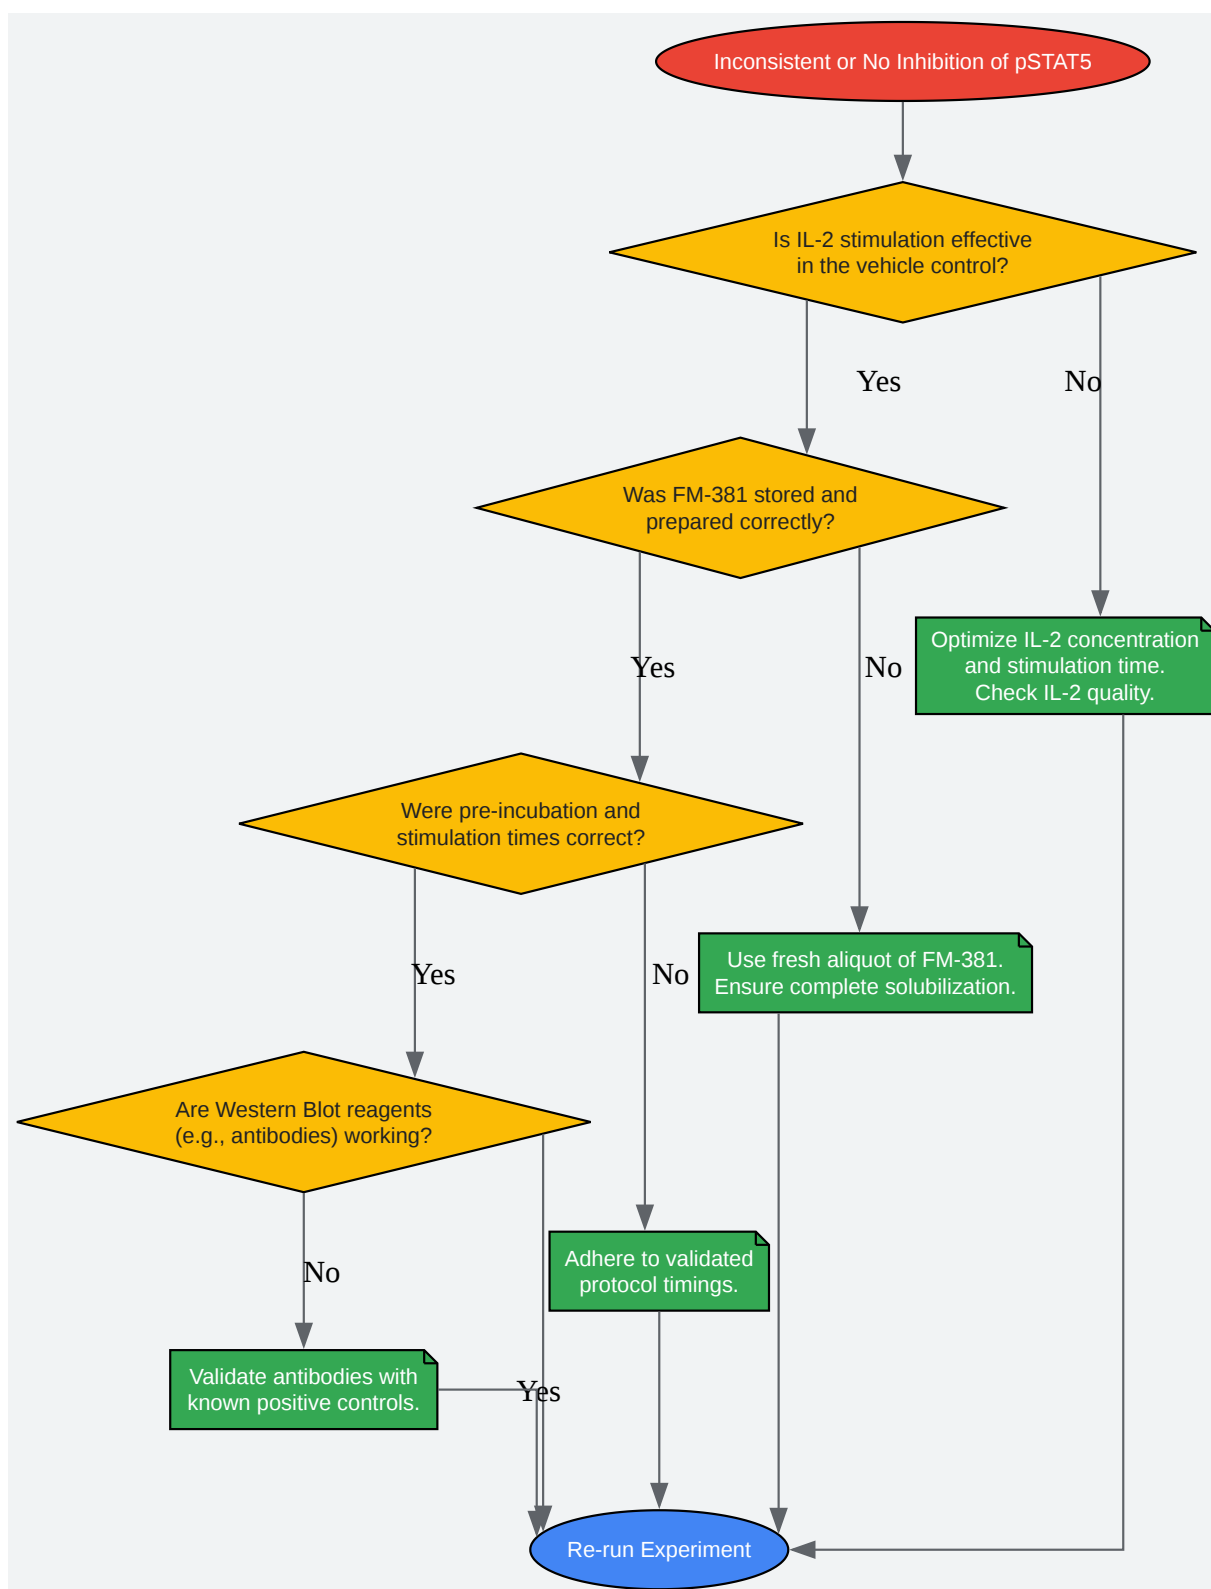 Inconsistent or No Inhibition of pSTAT5
Is IL-2 stimulation effective
in the vehicle control?
Yes
No
Was FM-381 stored and
prepared correctly?
Yes
No
Optimize IL-2 concentration
and stimulation time.
Check IL-2 quality.
Were pre-incubation and
stimulation times correct?
Yes
No
Use fresh aliquot of FM-381.
Ensure complete solubilization.
Are Western Blot reagents
(e.g., antibodies) working?
No
Adhere to validated
protocol timings.
Validate antibodies with
known positive controls.
Yes
Re-run Experiment